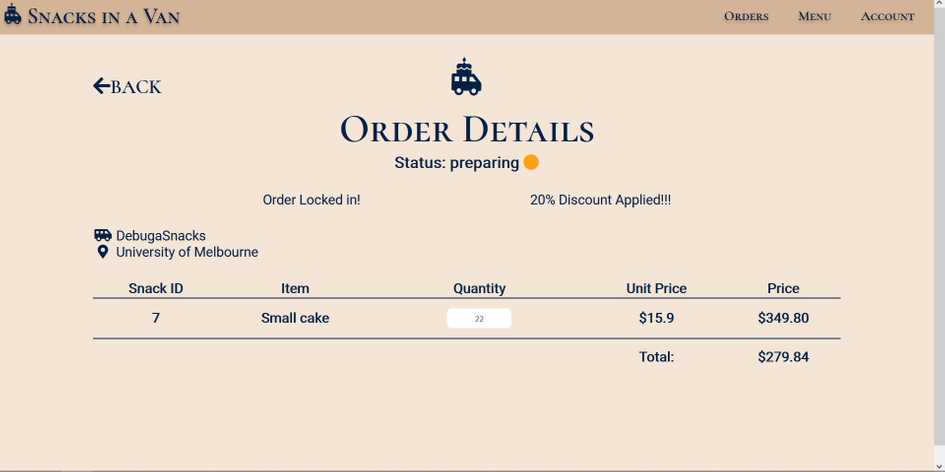 Snacks in a Van
Orders Menu Account
BACK
Order Details
Status: preparing
Order Locked in! 20% Discount Applied!!!
DebugaSnacks
University of Melbourne
Snack ID Item Quantity Unit Price Price
7 Small cake 22 $15.9 $349.80
Total: $279.84